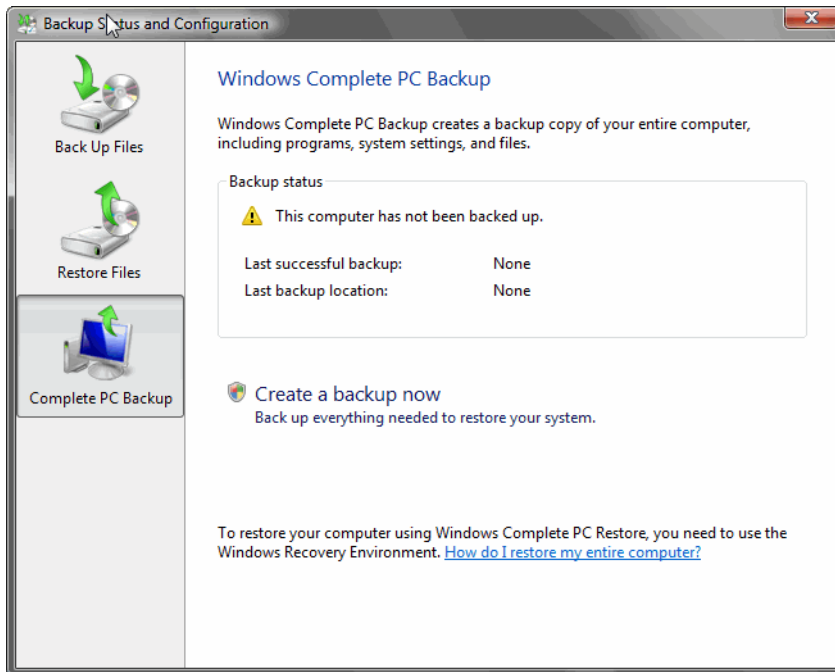 Backup Status and Configuration
Back Up Files
Restore Files
Complete PC Backup
Windows Complete PC Backup
Windows Complete PC Backup creates a backup copy of your entire computer,
including programs, system settings, and files.
Backup status
This computer has not been backed up.
Last successful backup: None
Last backup location: None
Create a backup now
Back up everything needed to restore your system.
To restore your computer using Windows Complete PC Restore, you need to use the
Windows Recovery Environment. How do I restore my entire computer?